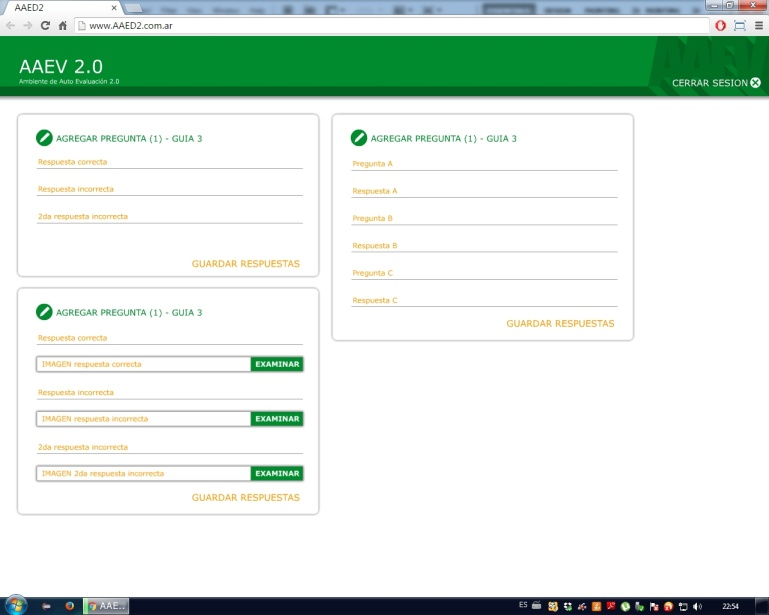 AAED2
www.AAED2.com.ar
AAEV 2.0
Ambiente de Auto Evaluación 2.0
AAEV
CERRAR SESION
AGREGAR PREGUNTA (1) - GUIA 3
Respuesta correcta
Respuesta incorrecta
2da respuesta incorrecta
GUARDAR RESPUESTAS
AGREGAR PREGUNTA (1) - GUIA 3
Respuesta correcta
IMAGEN respuesta correcta
EXAMINAR
Respuesta incorrecta
IMAGEN respuesta incorrecta
EXAMINAR
2da respuesta incorrecta
IMAGEN 2da respuesta incorrecta
EXAMINAR
GUARDAR RESPUESTAS
AGREGAR PREGUNTA (1) - GUIA 3
Pregunta A
Respuesta A
Pregunta B
Respuesta B
Pregunta C
Respuesta C
GUARDAR RESPUESTAS
AAE...
ES
22:54